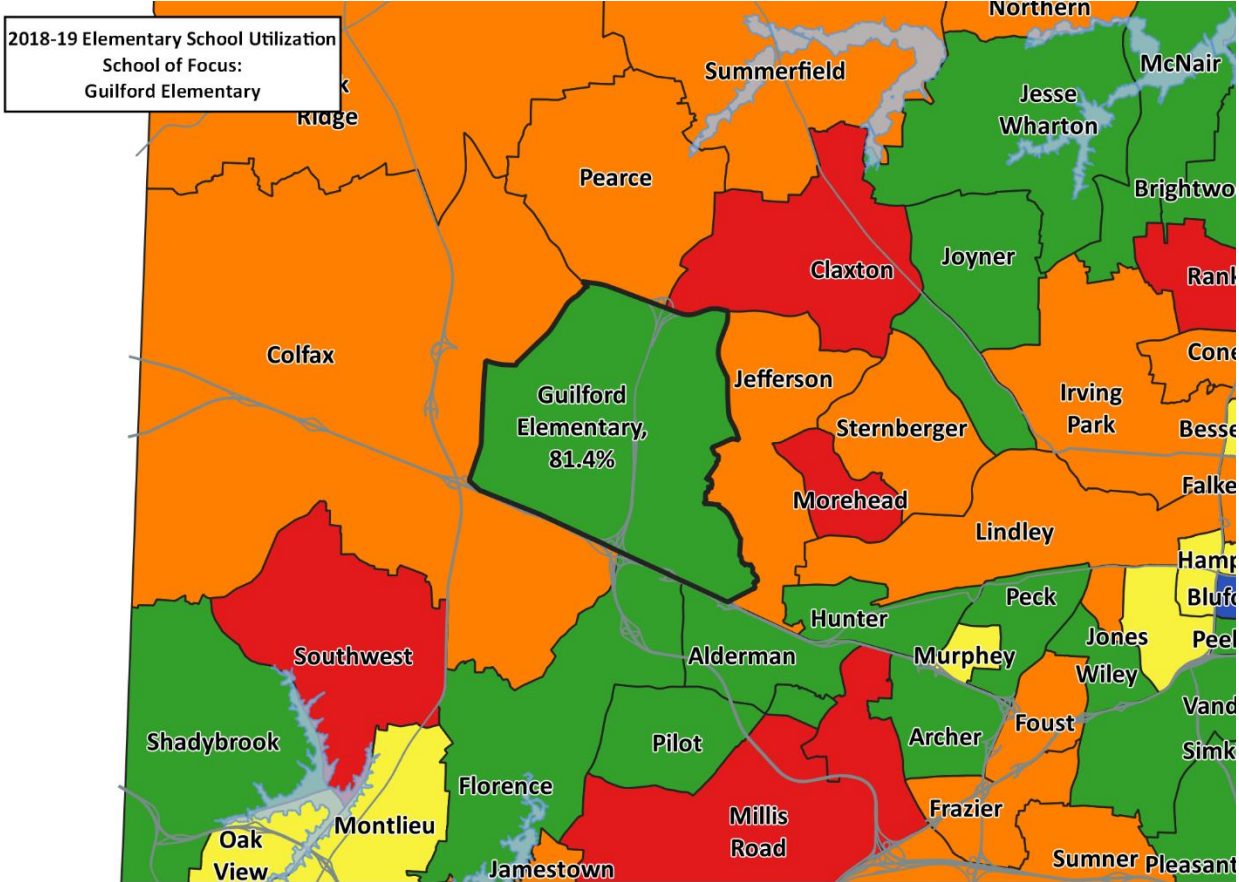 2018-19 Elementary School Utilization
School of Focus:
Guilford Elementary
Northern
McNair
Summerfield
Jesse
Wharton
k
Ridge
Pearce
Brightwo
Joyner
Claxton
Rank
Colfax
Cone
Jefferson
Guilford
Elementary,
81.4%
Irving
Park
Sternberger
Besse
Morehead
Falke
Lindley
Hamp
Blufo
Peck
Hunter
Jones
Peel
Southwest
Alderman
Murphey
Wiley
Vand
Shadybrook
Pilot
Archer
Foust
Simk
Florence
Frazier
Montlieu
Millis
Road
Oak
View
Jamestown
Sumner
Pleasant